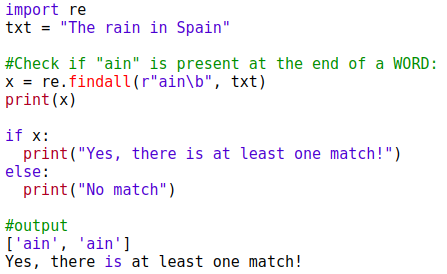 import re
txt = "The rain in Spain"

#Check if "ain" is present at the end of a WORD:
x = re.findall(r"ain\b", txt)
print(x)

if x:
  print("Yes, there is at least one match!")
else:
  print("No match")

#output
['ain', 'ain']
Yes, there is at least one match!